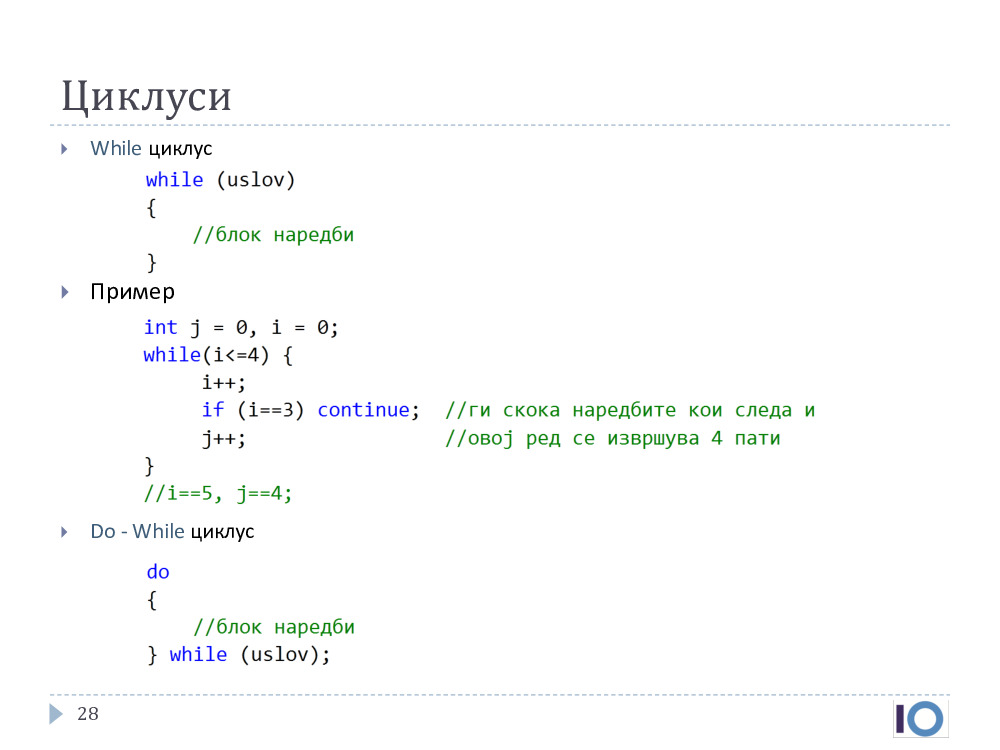 Циклуси
While циклус
while (uslov)
{
//блок наредби
}
Пример
int j = 0, i = 0;
while(i<=4) {
i++;
if (i==3) continue; //ги скока наредбите кои следа и
j++; //овој ред се извршува 4 пати
}
//i==5, j==4;
Do - While циклус
do
{
//блок наредби
} while (uslov);
28
IO